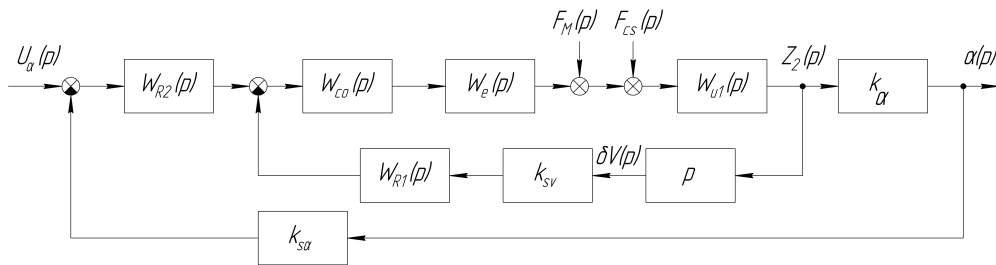 F_M(p) F_cs(p)
U_α(p) Z_2(p) α(p)
W_R2(p) W_co(p) W_e(p) W_u1(p) k_α
δV(p)
W_R1(p) k_sv p
k_sα